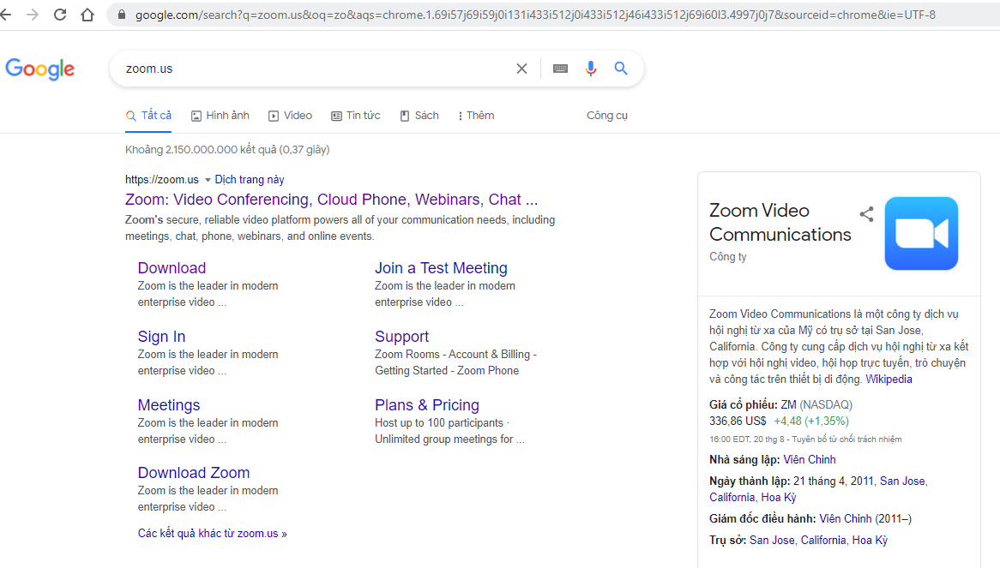 google.com/search?q=zoom.us&oq=zo&aqs=chrome.1.69i57j69i59j0i131i433i512j0i433i512j46i433i512j69i60l3.4997j0j7&sourceid=chrome&ie=UTF-8
Google
zoom.us
Tất cả
Hình ảnh
Video
Tin tức
Sách
Thêm
Công cụ
Khoảng 2.150.000.000 kết quả (0,37 giây)
https://zoom.us Dịch trang này
Zoom: Video Conferencing, Cloud Phone, Webinars, Chat ...
Zoom's secure, reliable video platform powers all of your communication needs, including
meetings, chat, phone, webinars, and online events.
Download
Zoom is the leader in modern
enterprise video ...
Join a Test Meeting
Zoom is the leader in modern
enterprise video ...
Sign In
Zoom is the leader in modern
enterprise video ...
Support
Zoom Rooms - Account & Billing -
Getting Started - Zoom Phone
Meetings
Zoom is the leader in modern
enterprise video ...
Plans & Pricing
Host up to 100 participants ·
Unlimited group meetings for ...
Download Zoom
Zoom is the leader in modern
enterprise video ...
Các kết quả khác từ zoom.us »
Zoom Video
Communications
Công ty
Zoom Video Communications là một công ty dịch vụ
hội nghị từ xa của Mỹ có trụ sở tại San Jose,
California. Công ty cung cấp dịch vụ hội nghị từ xa kết
hợp với hội nghị video, hội họp trực tuyến, trò chuyện
và công tác trên thiết bị di động. Wikipedia
Giá cổ phiếu: ZM (NASDAQ)
336,86 US$ +4,48 (+1,35%)
16:00 EDT, 20 thg 8 - Tuyên bố từ chối trách nhiệm
Nhà sáng lập: Viên Chinh
Ngày thành lập: 21 tháng 4, 2011, San Jose,
California, Hoa Kỳ
Giám đốc điều hành: Viên Chinh (2011–)
Trụ sở: San Jose, California, Hoa Kỳ